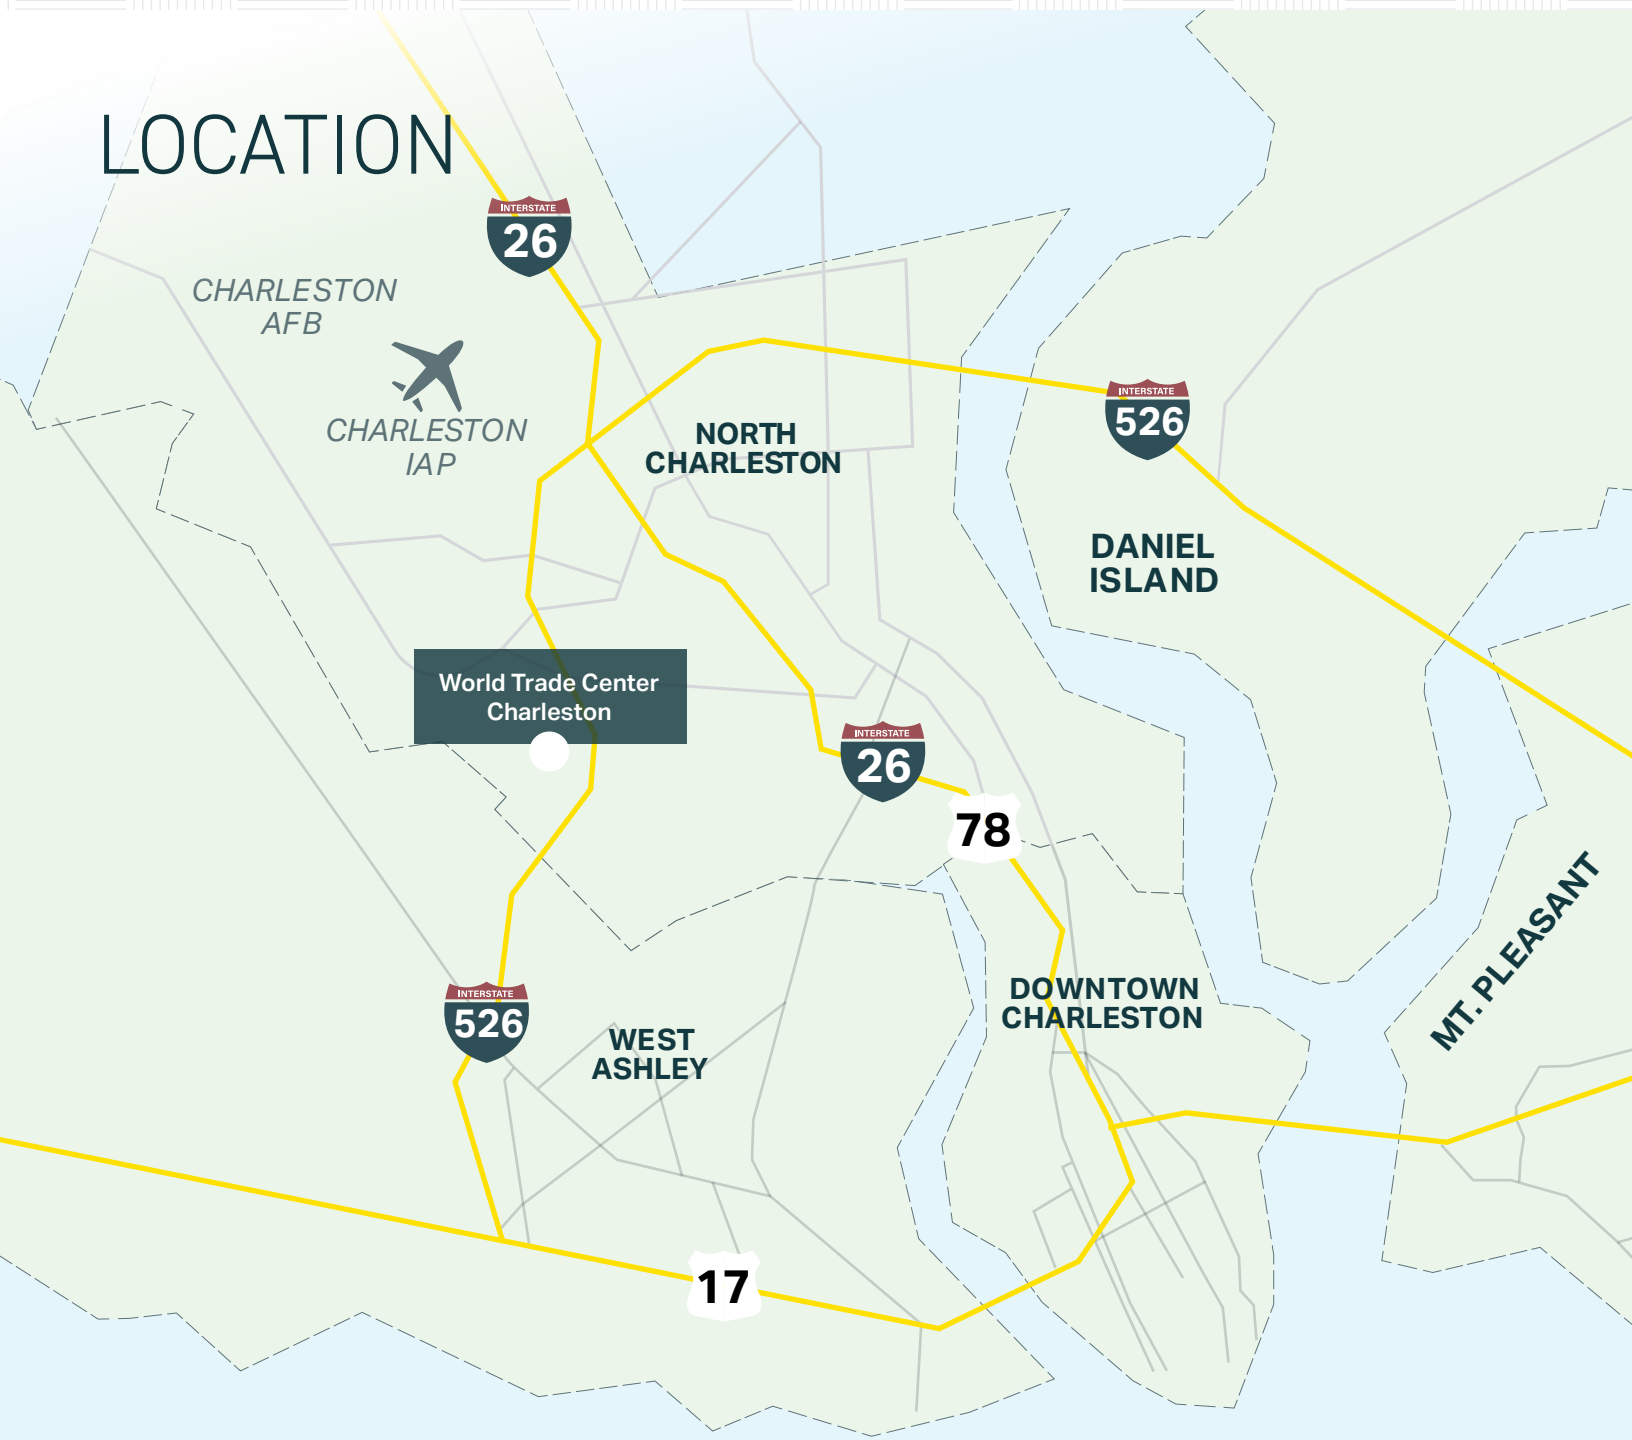 LOCATION
INTERSTATE
26
CHARLESTON
AFB
CHARLESTON
IAP
NORTH
CHARLESTON
INTERSTATE
526
DANIEL
ISLAND
World Trade Center
Charleston
INTERSTATE
26
78
MT. PLEASANT
DOWNTOWN
CHARLESTON
INTERSTATE
526
WEST
ASHLEY
17